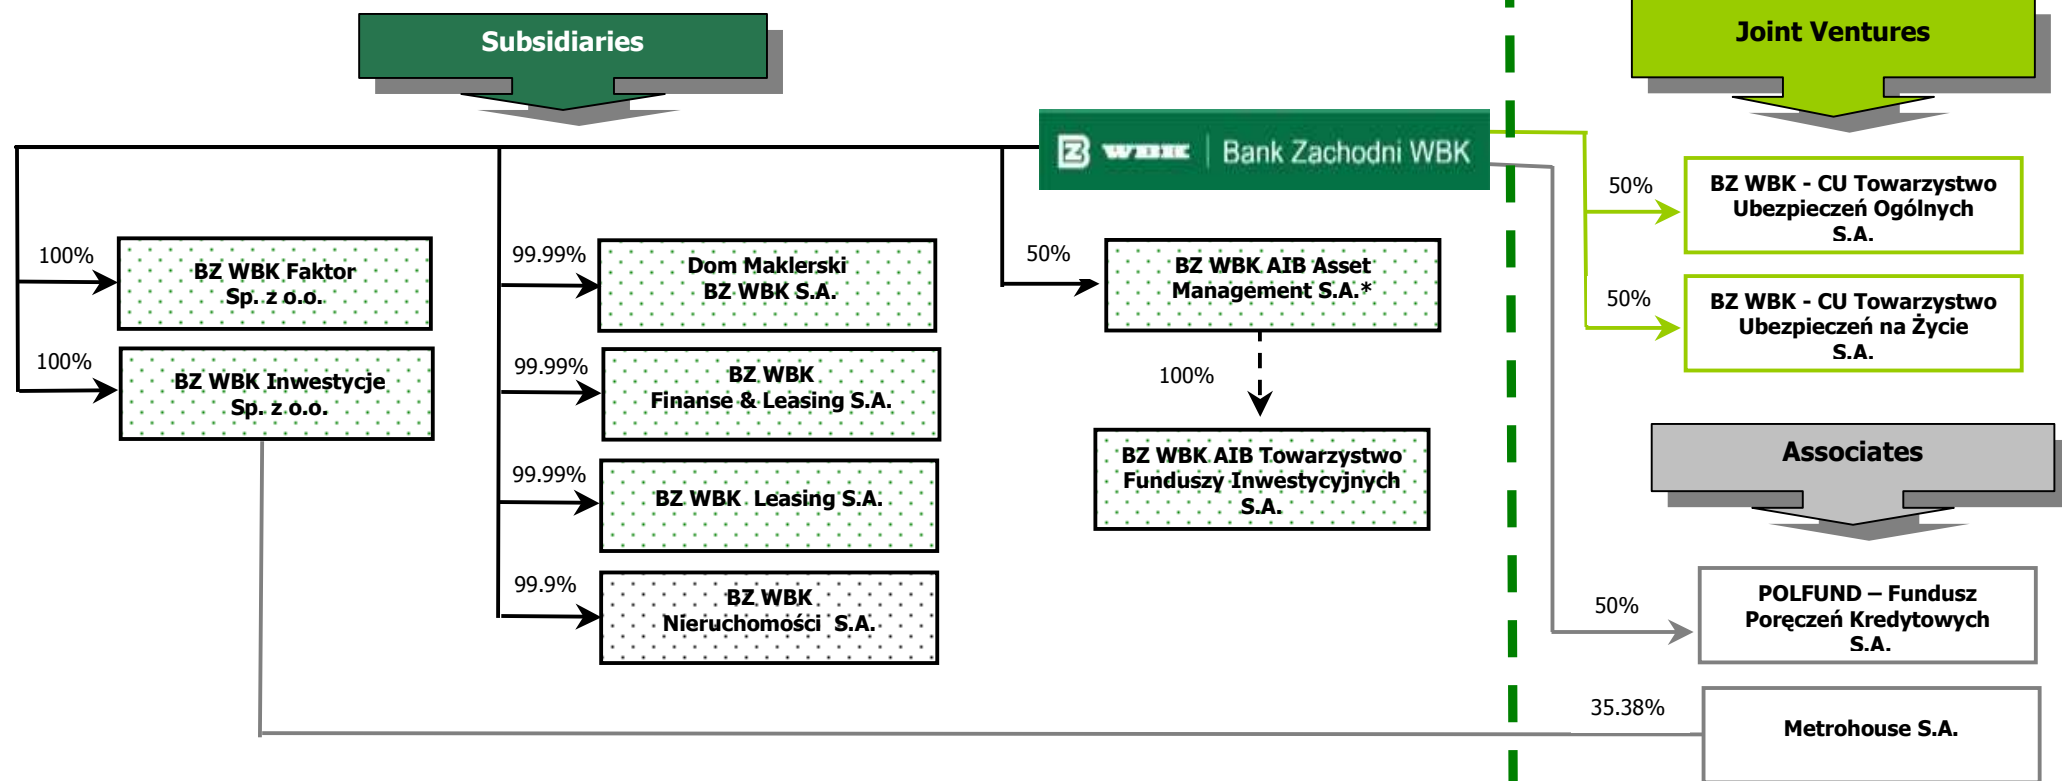 Subsidiaries
Joint Ventures
BZ WBK | Bank Zachodni WBK
50%
BZ WBK - CU Towarzystwo
Ubezpieczeń Ogólnych
S.A.
100%
BZ WBK Faktor
Sp. z o.o.
99.99%
Dom Maklerski
BZ WBK S.A.
50%
BZ WBK AIB Asset
Management S.A.*
50%
BZ WBK - CU Towarzystwo
Ubezpieczeń na Życie
S.A.
100%
BZ WBK Inwestycje
Sp. z o.o.
99.99%
BZ WBK
Finanse & Leasing S.A.
100%
BZ WBK AIB Towarzystwo
Funduszy Inwestycyjnych
S.A.
Associates
99.99%
BZ WBK Leasing S.A.
99.9%
BZ WBK
Nieruchomości S.A.
50%
POLFUND – Fundusz
Poręczeń Kredytowych
S.A.
35.38%
Metrohouse S.A.